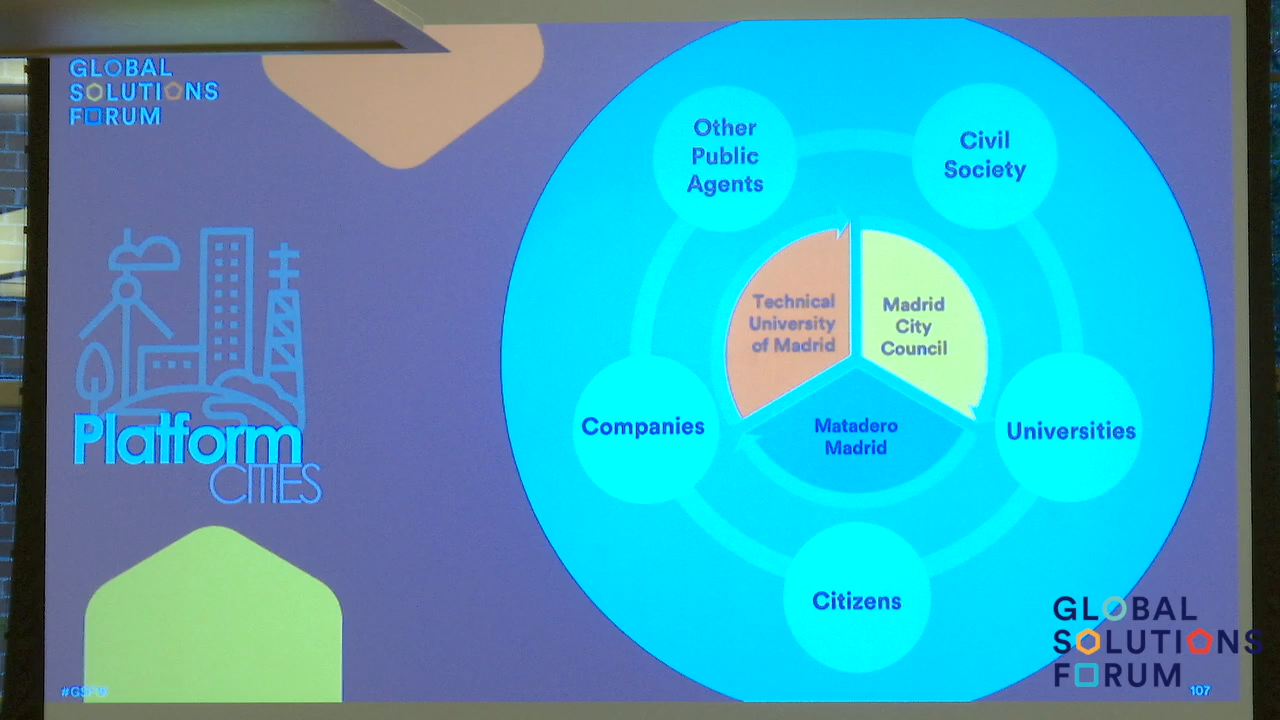 GLOBAL
SOLUTIONS
FORUM
Platform
CITIES
Other
Public
Agents
Civil
Society
Technical
University
of Madrid
Madrid
City
Council
Companies
Matadero
Madrid
Universities
Citizens
GLOBAL
SOLUTIONS
FORUM
107